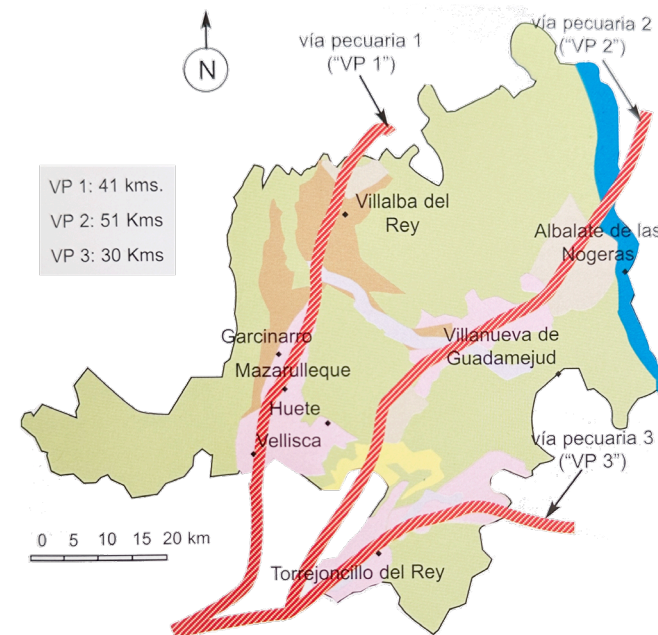 vía pecuaria 1
("VP 1")
vía pecuaria 2
("VP 2")
N
VP 1: 41 kms.
VP 2: 51 Kms
VP 3: 30 Kms
Villalba del
Rey
Albalate de las
Nogeras
Garcinarro
Mazarulleque
Huete
Vellisca
Villanueva de
Guadamejud
vía pecuaria 3
("VP 3")
0 5 10 15 20 km
Torrejoncillo del Rey